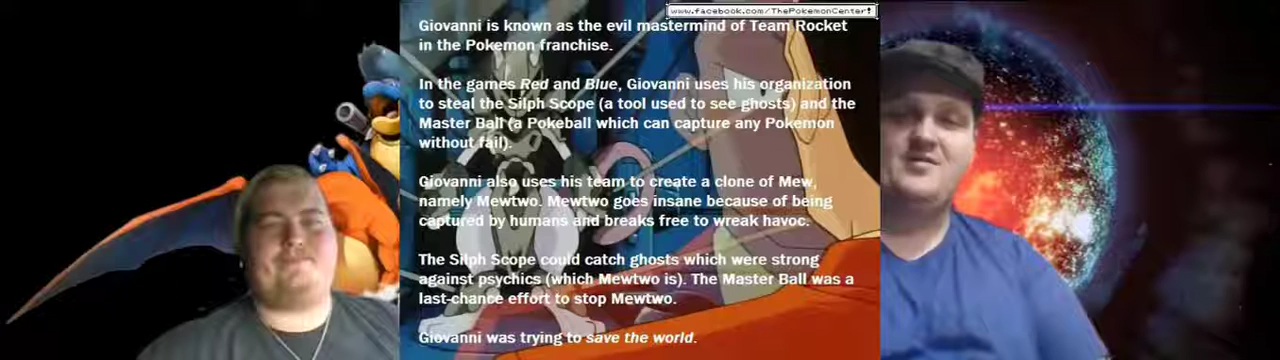 www.facebook.com/ThePokemonCenter!
Giovanni is known as the evil mastermind of Team Rocket
in the Pokemon franchise.
In the games Red and Blue, Giovanni uses his organization
to steal the Silph Scope (a tool used to see ghosts) and the
Master Ball (a Pokeball which can capture any Pokemon
without fail).
Giovanni also uses his team to create a clone of Mew,
namely Mewtwo. Mewtwo goes insane because of being
captured by humans and breaks free to wreak havoc.
The Silph Scope could catch ghosts which were strong
against psychics (which Mewtwo is). The Master Ball was a
last-chance effort to stop Mewtwo.
Giovanni was trying to save the world.